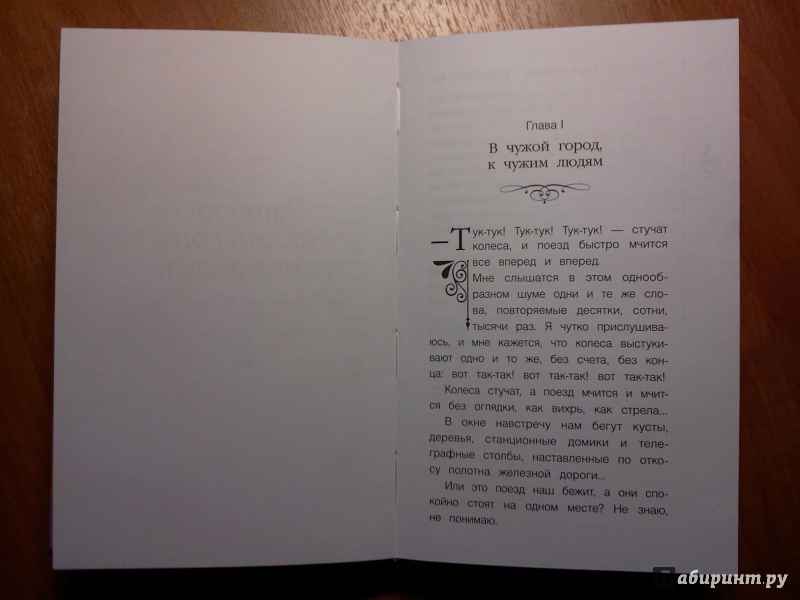 Глава I
В чужой город,
к чужим людям
— Тук-тук! Тук-тук! Тук-тук! — стучат
колеса, и поезд быстро мчится
все вперед и вперед.
Мне слышатся в этом однооб-
разном шуме одни и те же сло-
ва, повторяемые десятки, сотни,
тысячи раз. Я чутко прислушива-
юсь, и мне кажется, что колеса выстуки-
вают одно и то же, без счета, без кон-
ца: вот так-так! вот так-так! вот так-так!
Колеса стучат, а поезд мчится и мчит-
ся без оглядки, как вихрь, как стрела...
В окне навстречу нам бегут кусты,
деревья, станционные домики и теле-
графные столбы, наставленные по отко-
су полотна железной дороги...
Или это поезд наш бежит, а они спо-
койно стоят на одном месте? Не знаю,
не понимаю.
Лабиринт.ру